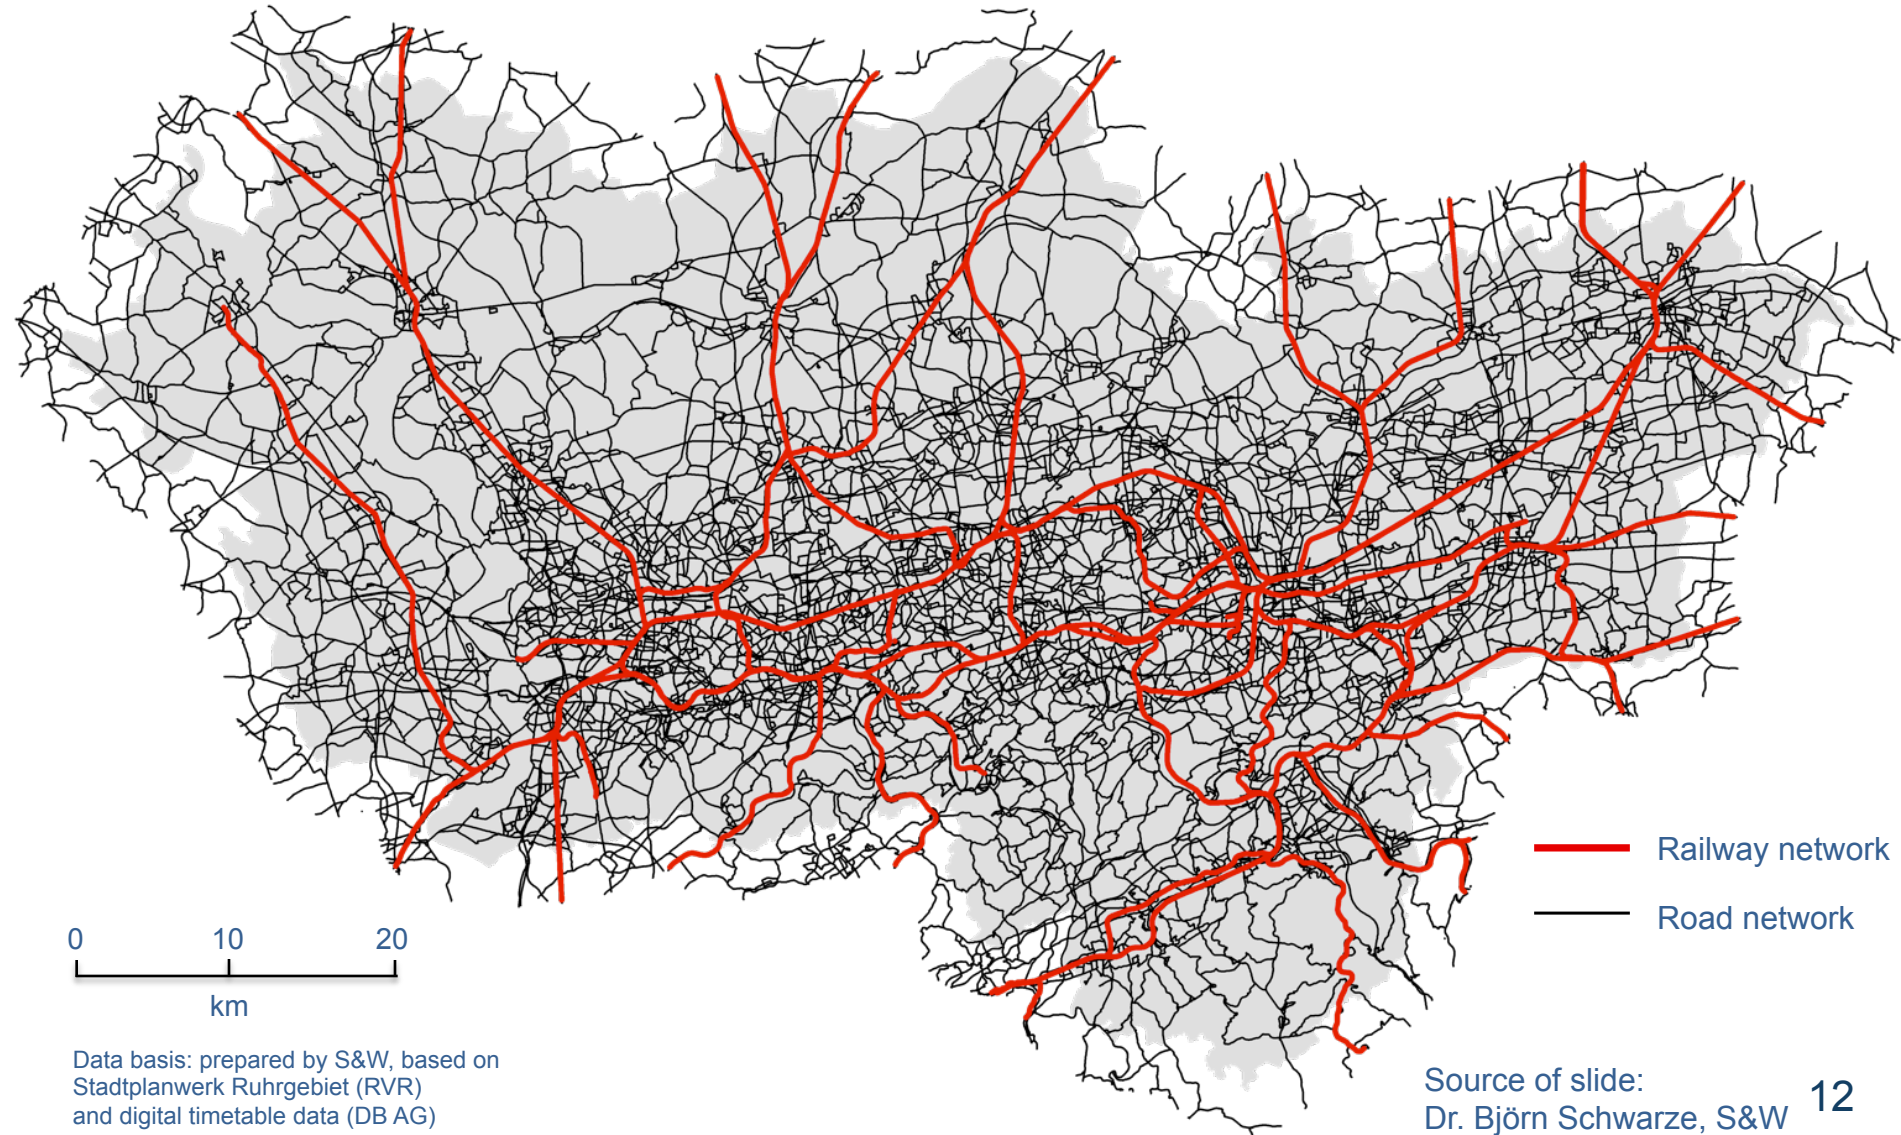 Railway network
Road network
0 10 20
km
Data basis: prepared by S&W, based on
Stadtplanwerk Ruhrgebiet (RVR)
and digital timetable data (DB AG)
Source of slide:
Dr. Björn Schwarze, S&W
12